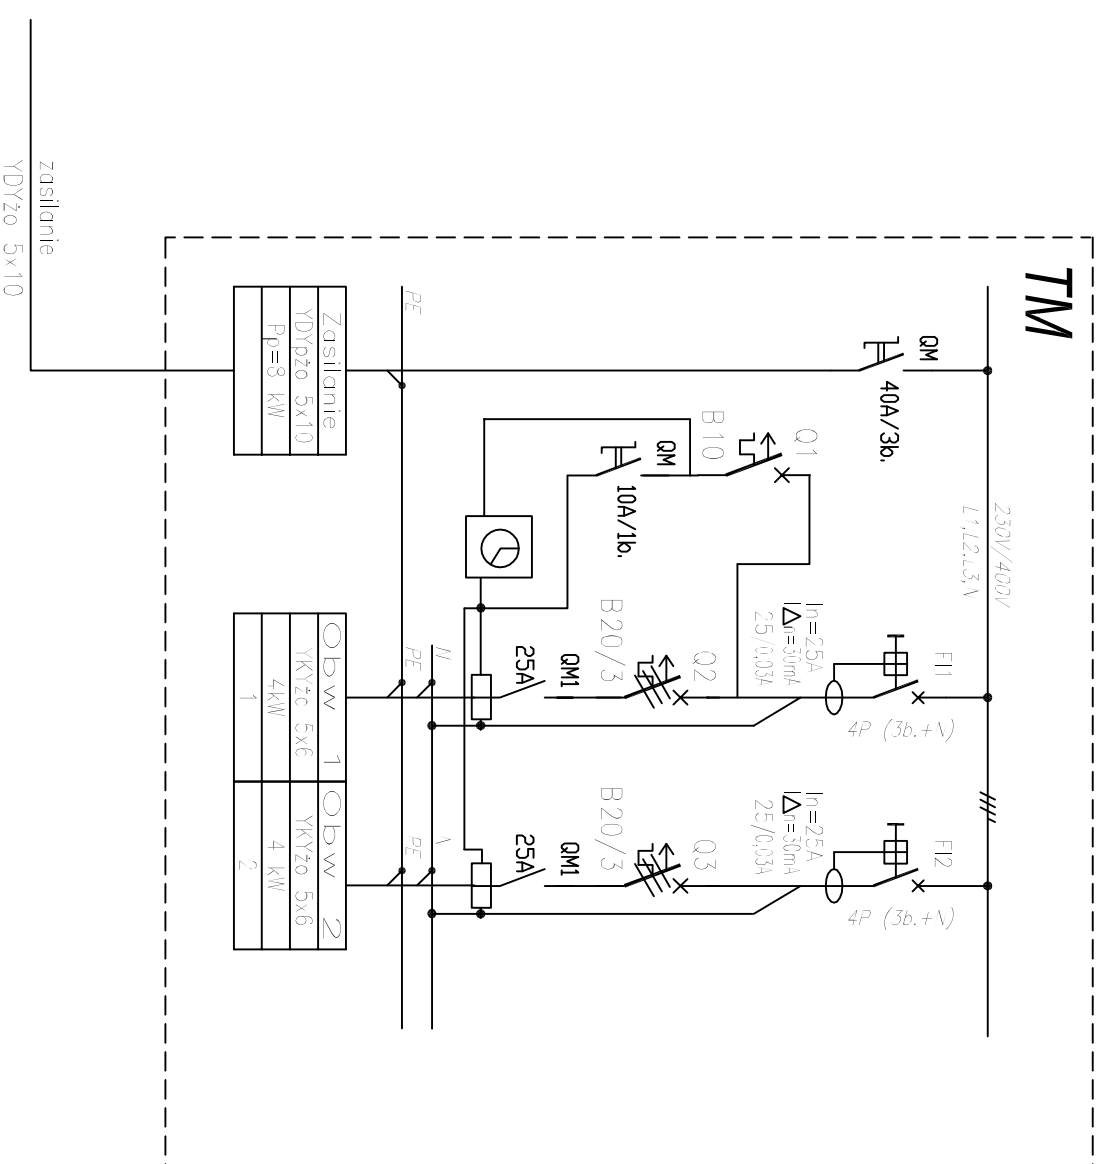 TM
230V/400V
L1,L2,L3,N
QM
40A/3b.
Q1
B10
QM
10A/1b.
FI1
4P (3b.+N)
In=25A
I△n=30mA
25/0,03A
Q2
B20/3
QM1
25A
FI2
4P (3b.+N)
In=25A
I△n=30mA
25/0,03A
Q3
B20/3
QM1
25A
PE
N
PE
N
PE
Zasilanie
YDYpżo 5x10
Pp=8 kW
Obw 1
YKYżo 5x6
4kW
1
Obw 2
YKYżo 5x6
4 kW
2
zasilanie
YDYżo 5x10